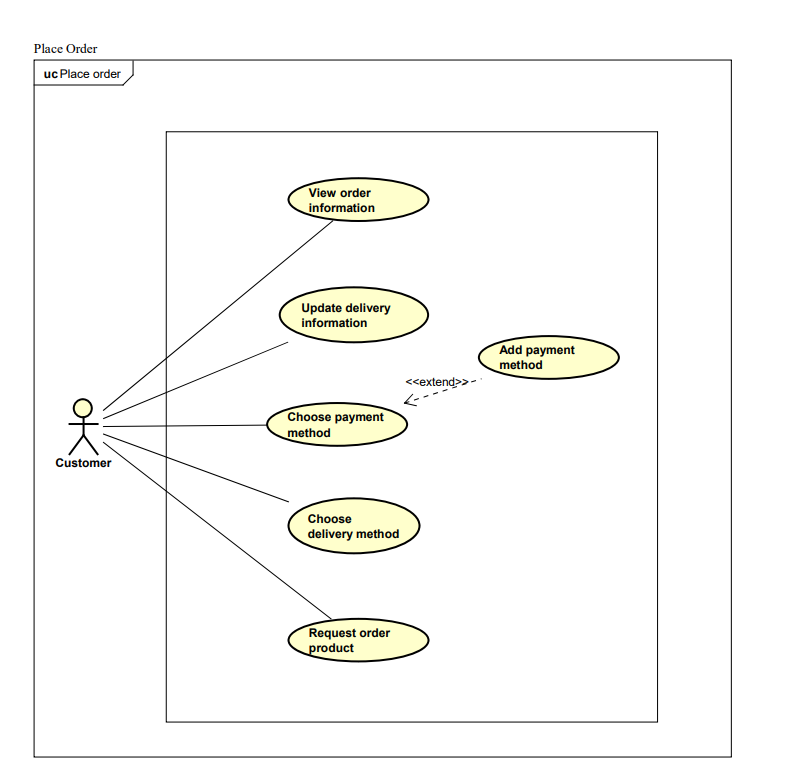 Place Order
uc Place order
View order
information
Update delivery
information
Add payment
method
<<extend>>
Choose payment
method
Customer
Choose
delivery method
Request order
product